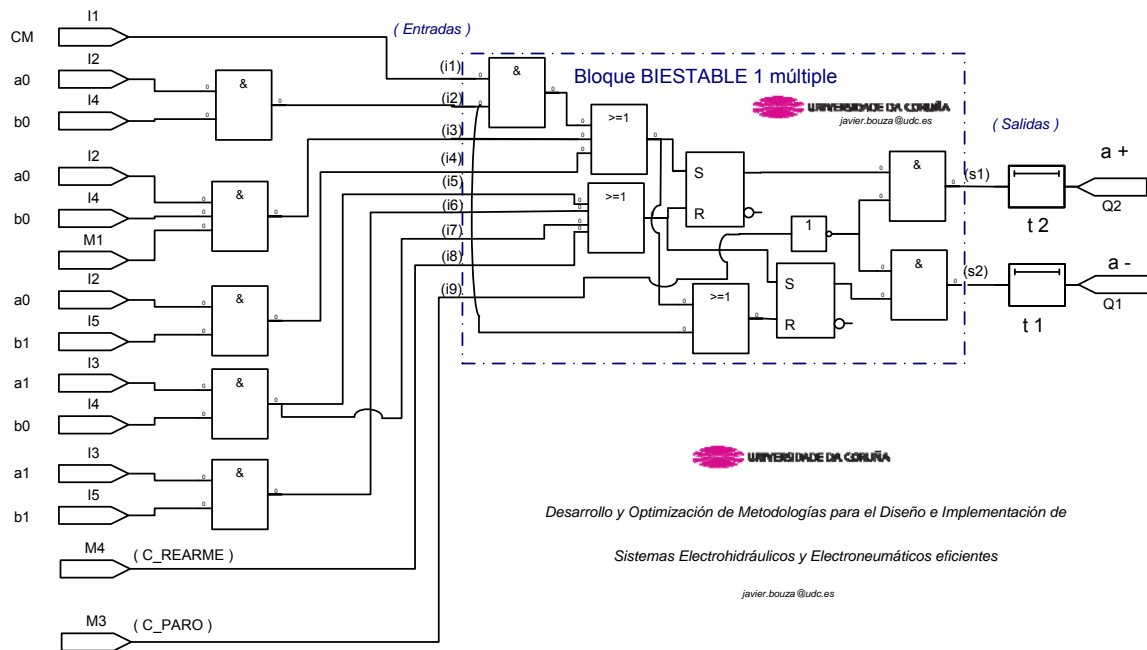 I1
CM
( Entradas )
I2
a0
I4
b0
&
(i1)
(i2)
(i3)
(i4)
(i5)
(i6)
(i7)
(i8)
(i9)
Bloque BIESTABLE 1 múltiple
UNIVERSIDADE DA CORUÑA
javier.bouza@udc.es
( Salidas )
&
>=1
>=1
S
R
1
&
(s1)
a +
Q2
t 2
S
R
>=1
&
(s2)
a -
Q1
t 1
I2
a0
I4
b0
M1
&
I2
a0
I5
b1
&
I3
a1
I4
b0
&
I3
a1
I5
b1
&
M4
( C_REARME )
M3
( C_PARO )
UNIVERSIDADE DA CORUÑA
Desarrollo y Optimización de Metodologías para el Diseño e Implementación de
Sistemas Electrohidráulicos y Electroneumáticos eficientes
javier.bouza@udc.es